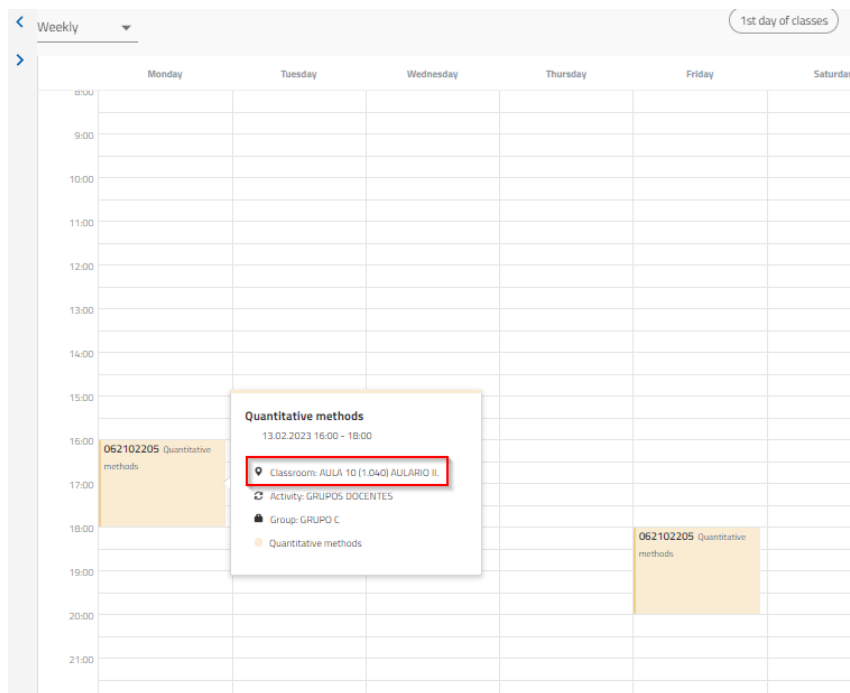 Weekly
1st day of classes
Monday Tuesday Wednesday Thursday Friday Saturday
8:00
9:00
10:00
11:00
12:00
13:00
14:00
15:00
Quantitative methods
13.02.2023 16:00 - 18:00
16:00
062102205 Quantitative
methods
Classroom: AULA 10 (1.040) AULARIO II.
17:00
Activity: GRUPOS DOCENTES
Group: GRUPO C
18:00
Quantitative methods
062102205 Quantitative
methods
19:00
20:00
21:00